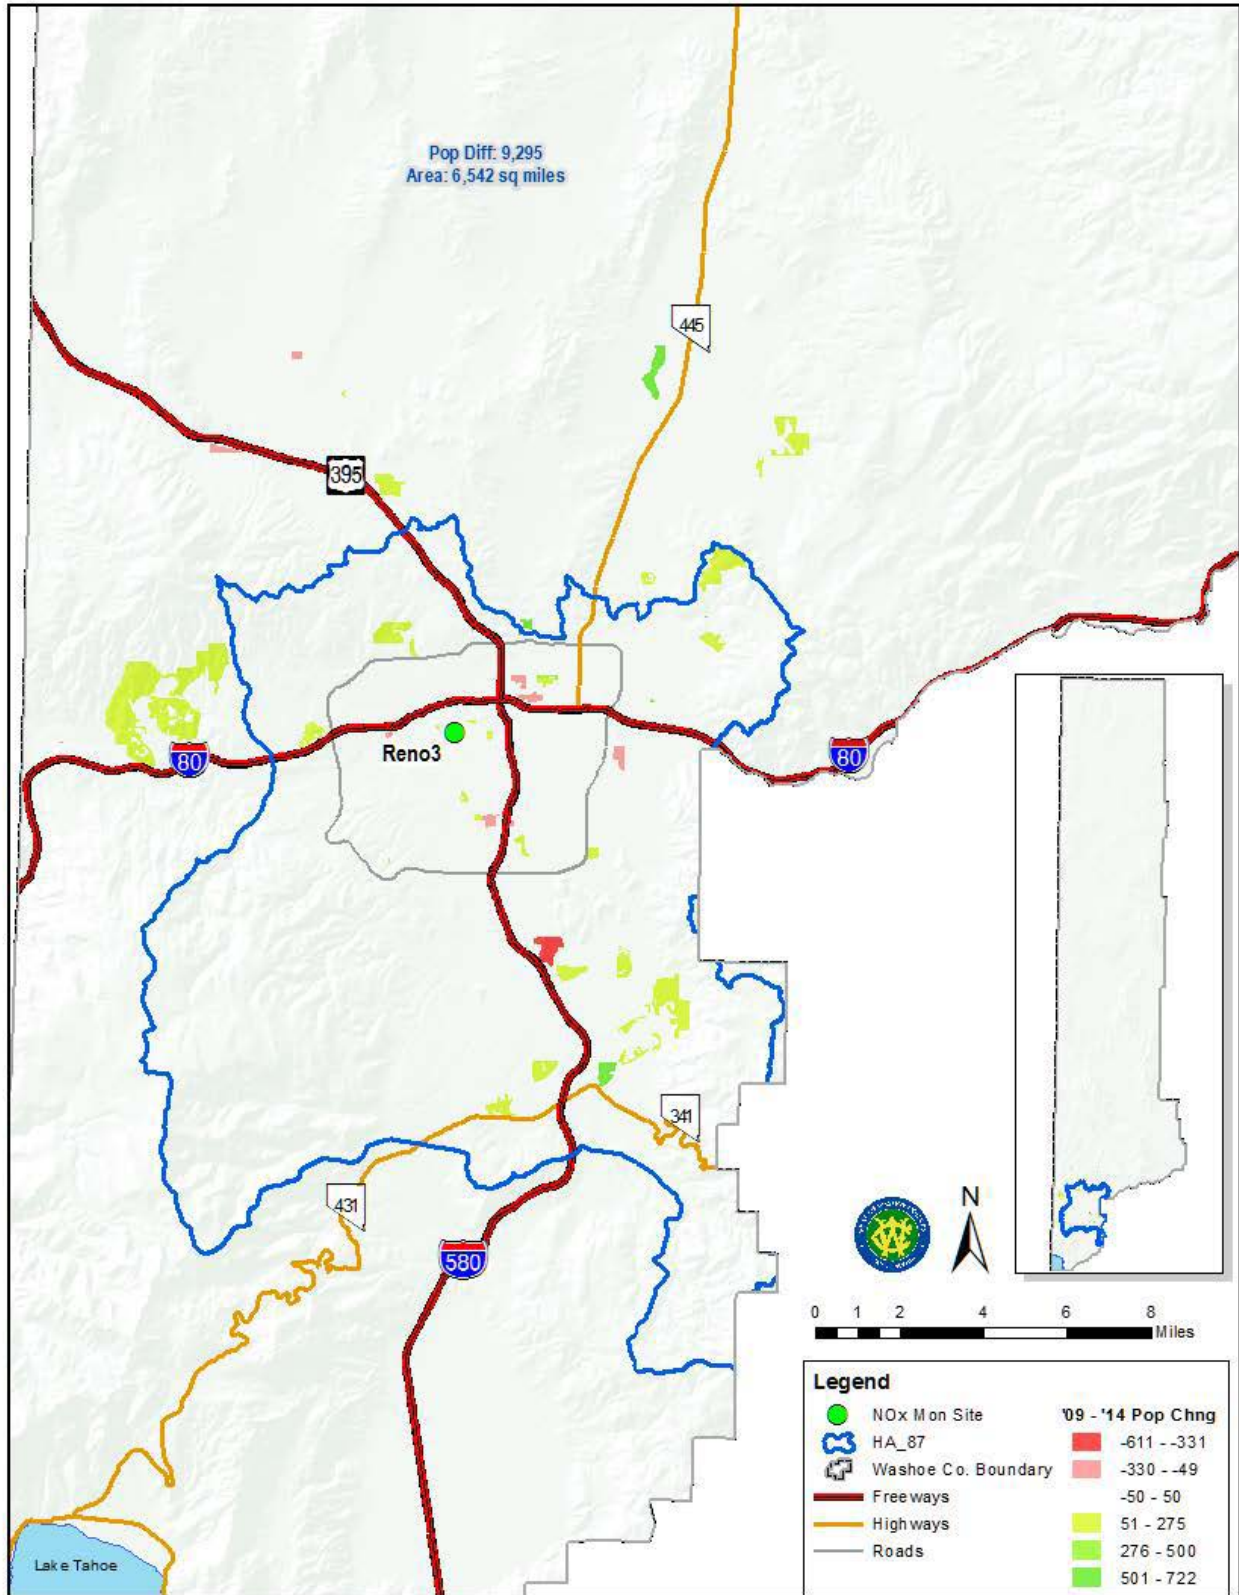 Pop Diff: 9,295
Area: 6,542 sq miles
445
395
80
Reno3
80
341
431
580
N
0 1 2 4 6 8
Miles
Lake Tahoe
Legend
NOx Mon Site
HA_87
Washoe Co. Boundary
Freeways
Highways
Roads
'09 - '14 Pop Chng
-611 - -331
-330 - -49
-50 - 50
51 - 275
276 - 500
501 - 722